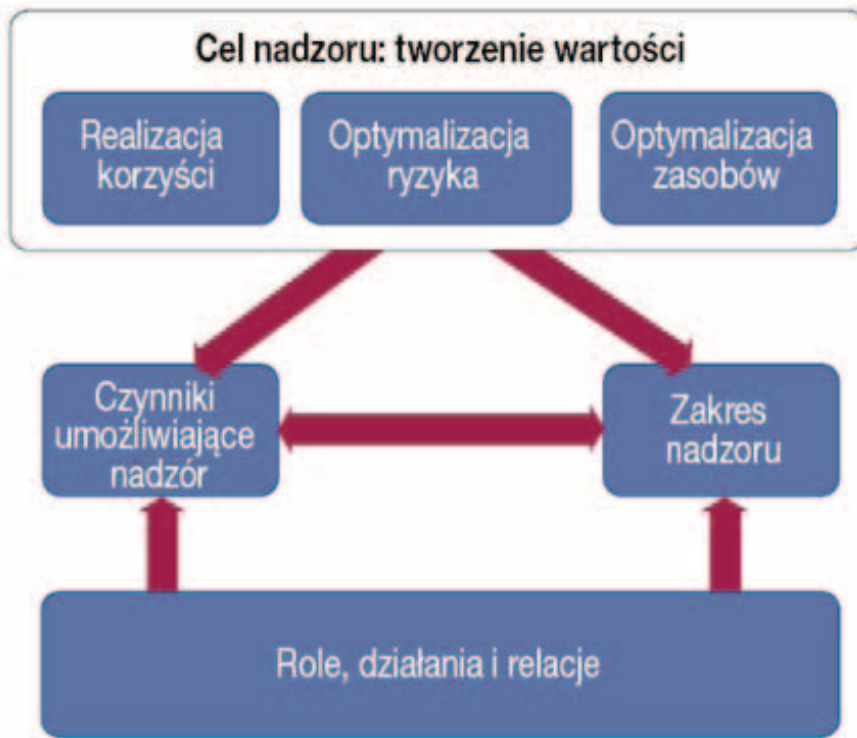 Cel nadzoru: tworzenie wartości
Realizacja
korzyści
Optymalizacja
ryzyka
Optymalizacja
zasobów
Czynniki
umożliwiające
nadzór
Zakres
nadzoru
Role, działania i relacje